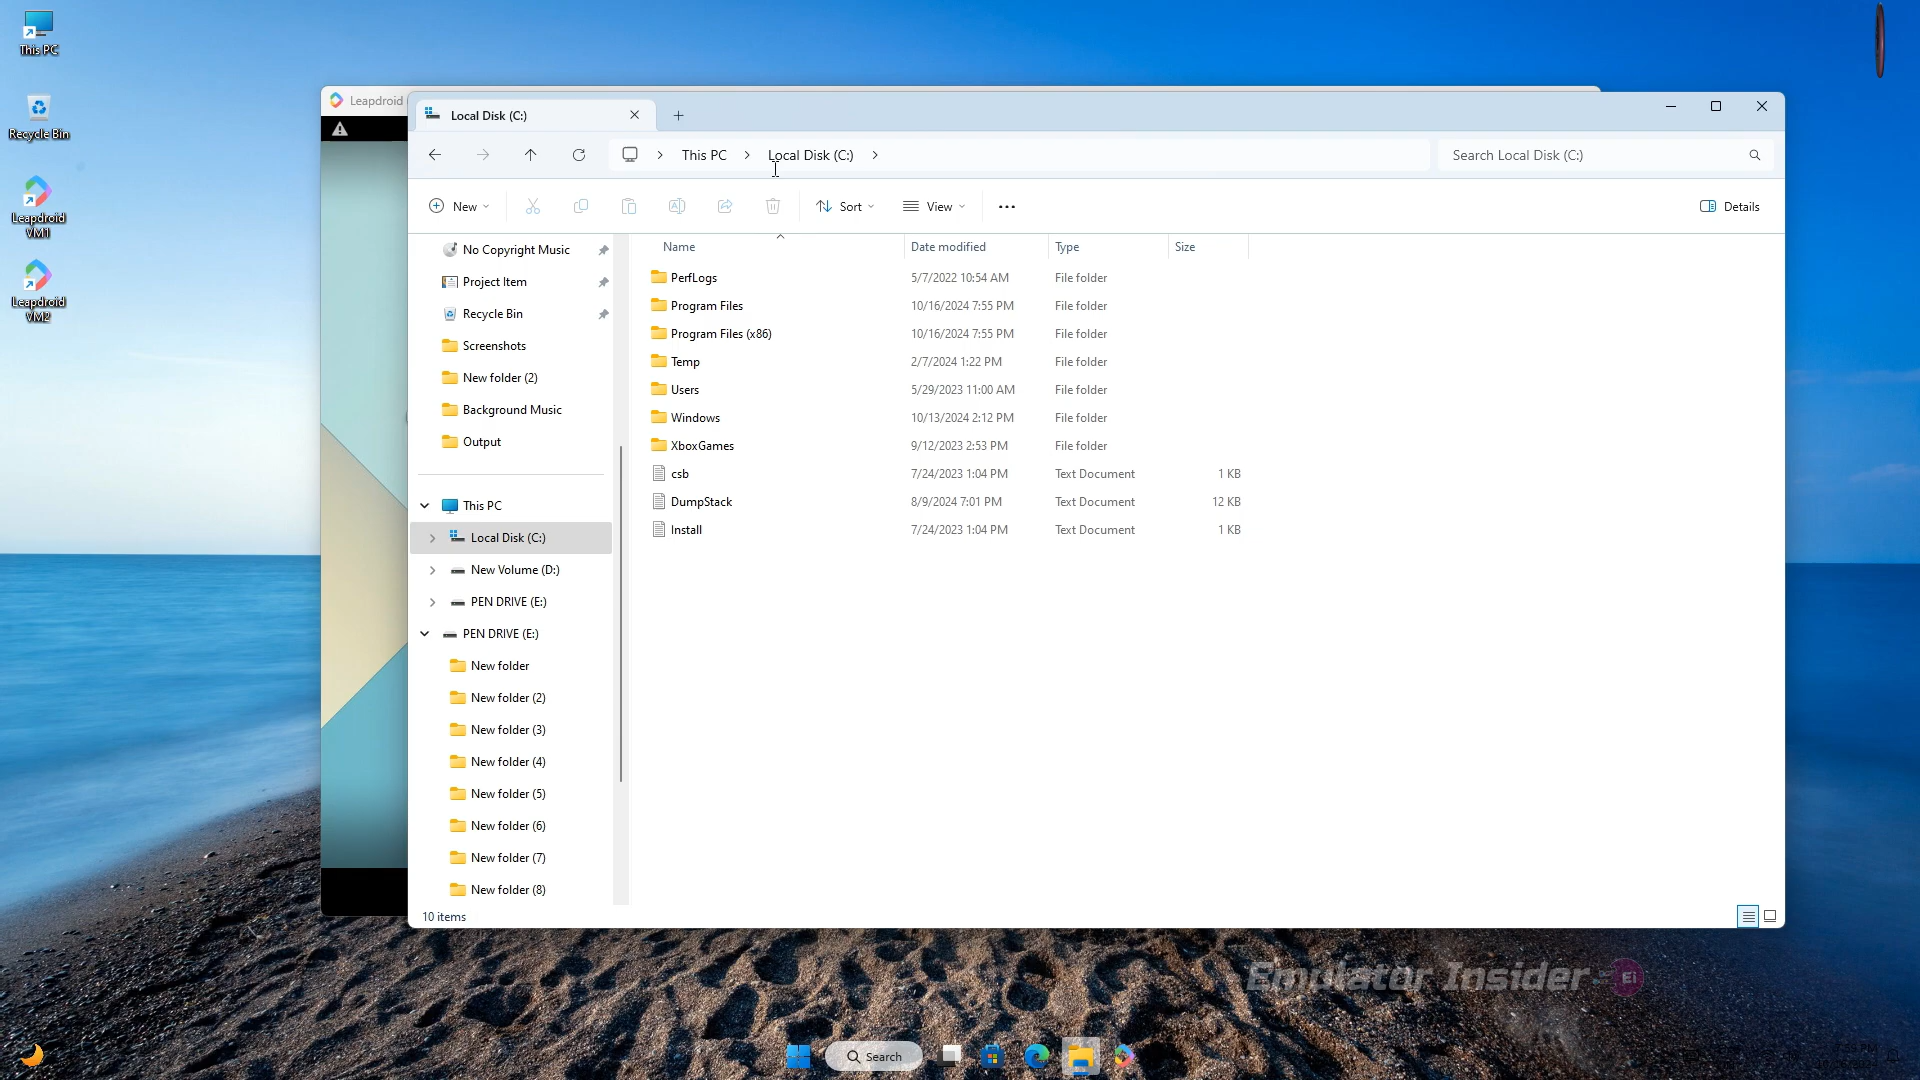 This PC
Recycle Bin
Leapdroid
VM1
Leapdroid
VM2
Leapdroid
Local Disk (C:)
This PC
Local Disk (C:)
Search Local Disk (C:)
New
Sort
View
Details
No Copyright Music
Project Item
Recycle Bin
Screenshots
New folder (2)
Background Music
Output
This PC
Local Disk (C:)
New Volume (D:)
PEN DRIVE (E:)
PEN DRIVE (E:)
New folder
New folder (2)
New folder (3)
New folder (4)
New folder (5)
New folder (6)
New folder (7)
New folder (8)
Name Date modified Type Size
PerfLogs 5/7/2022 10:54 AM File folder
Program Files 10/16/2024 7:55 PM File folder
Program Files (x86) 10/16/2024 7:55 PM File folder
Temp 2/7/2024 1:22 PM File folder
Users 5/29/2023 11:00 AM File folder
Windows 10/13/2024 2:12 PM File folder
XboxGames 9/12/2023 2:53 PM File folder
csb 7/24/2023 1:04 PM Text Document 1 KB
DumpStack 8/9/2024 7:01 PM Text Document 12 KB
Install 7/24/2023 1:04 PM Text Document 1 KB
10 items
Emulator Insider Ei
Search